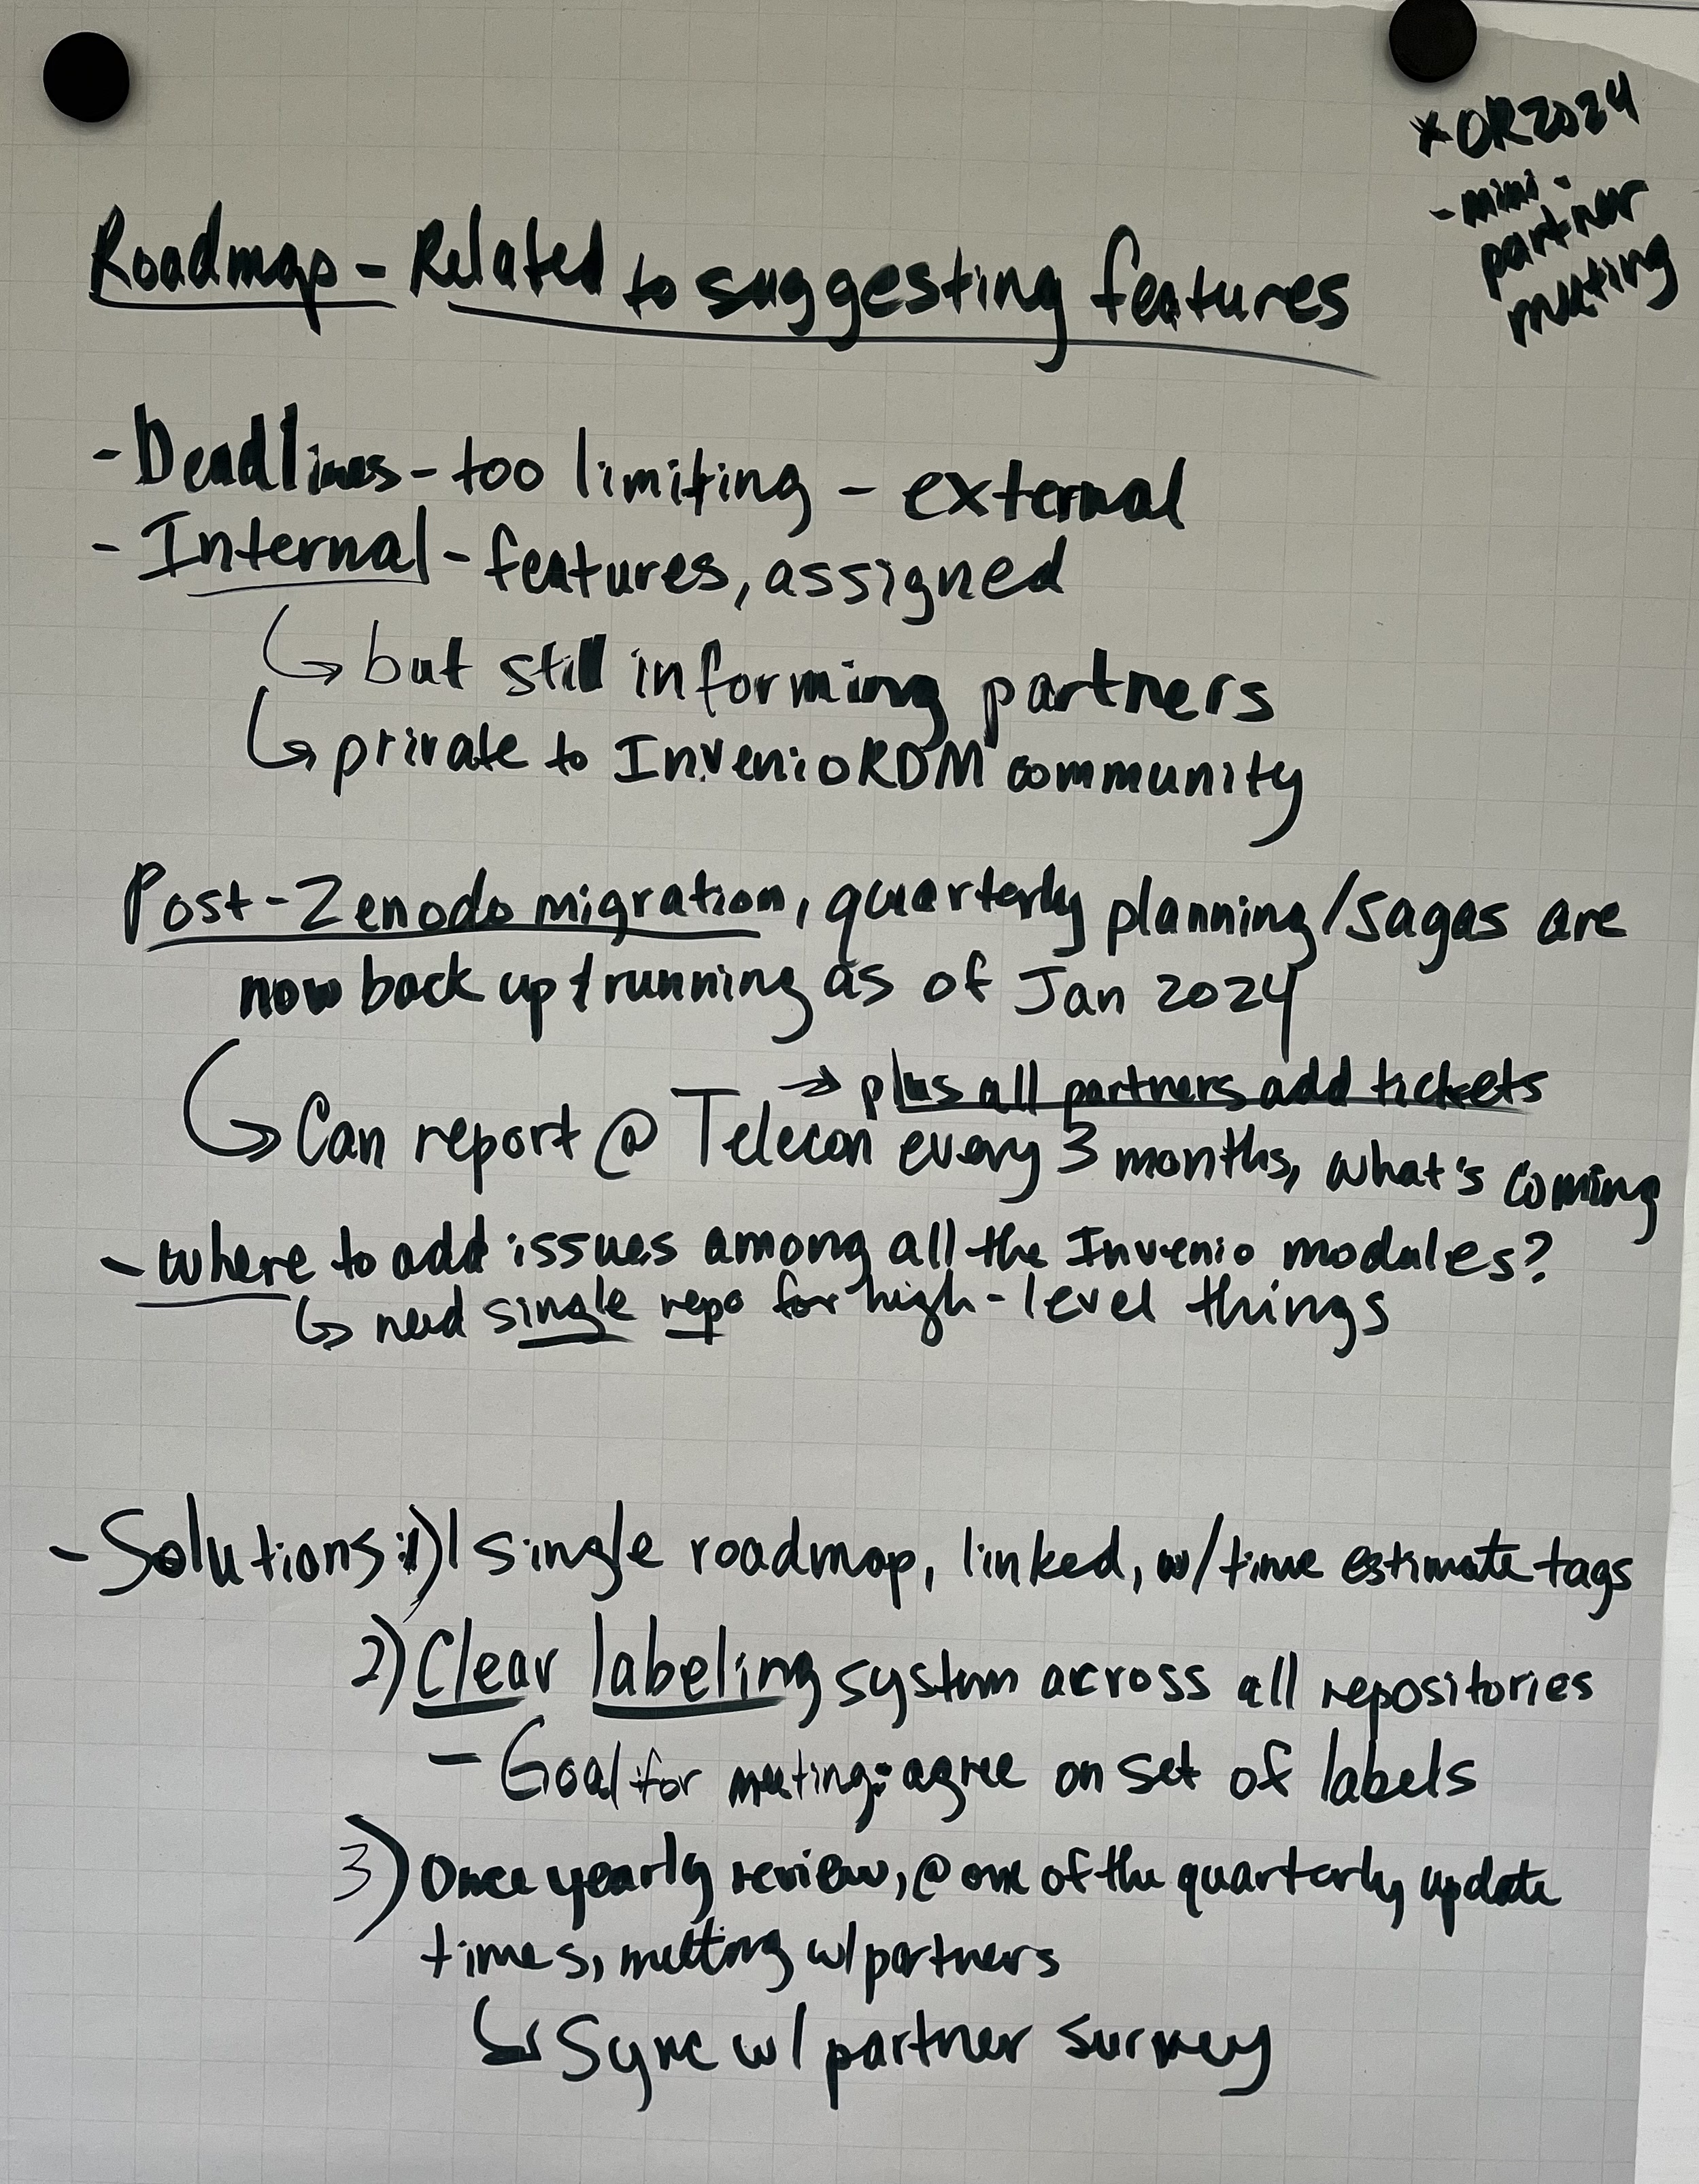 * OR2024
- mini -
partner
meeting
Roadmap - Related to suggesting features
- Deadlines - too limiting - external
- Internal - features, assigned
↳ but still informing partners
↳ private to InvenioRDM community
Post-Zenodo migration, quarterly planning/sagas are
now back up + running as of Jan 2024
→ plus all partners add tickets
↳ Can report @ Telecon every 3 months, what's coming
- Where to add issues among all the Invenio modules?
↳ need single repo for high-level things
- Solutions: 1) 1 single roadmap, linked, w/ time estimate tags
2) Clear labeling system across all repositories
- Goal for meeting: agree on set of labels
3) Once yearly review, @ one of the quarterly update
times, meeting w/ partners
↳ Sync w/ partner survey